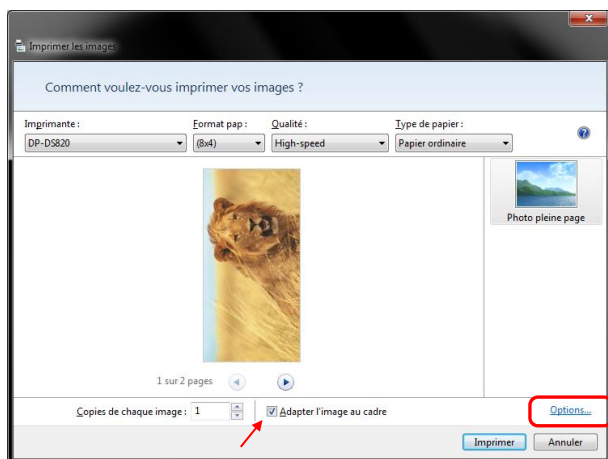 Imprimer les images
Comment voulez-vous imprimer vos images ?
Imprimante : Format pap : Qualité : Type de papier :
DP-DS820 (8x4) High-speed Papier ordinaire
Photo pleine page
1 sur 2 pages
Copies de chaque image : 1 Adapter l'image au cadre Options...
Imprimer Annuler